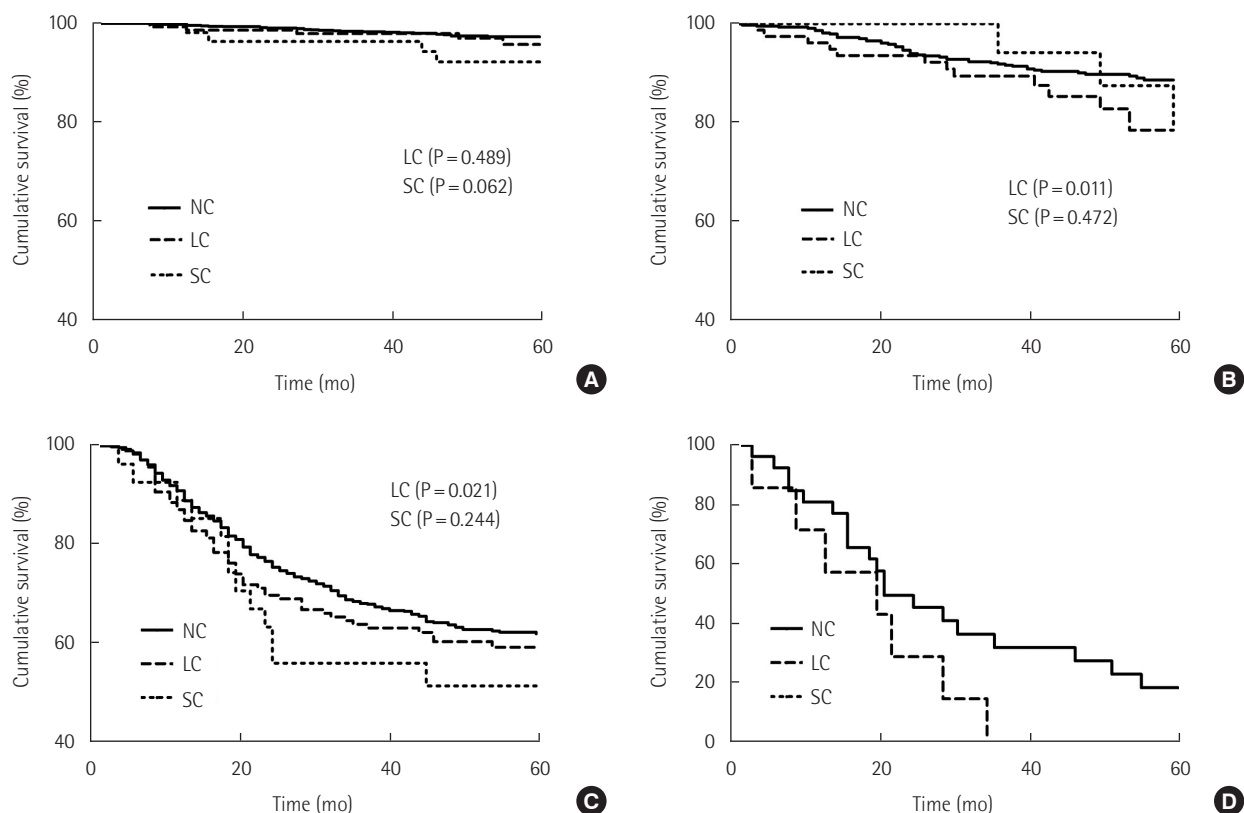 100
80
60
40
Cumulative survival (%)
LC (P=0.489)
SC (P=0.062)
NC
LC
SC
0
20
40
60
Time (mo)
A
100
80
60
40
Cumulative survival (%)
LC (P=0.011)
SC (P=0.472)
NC
LC
SC
0
20
40
60
Time (mo)
B
100
80
60
40
Cumulative survival (%)
LC (P=0.021)
SC (P=0.244)
NC
LC
SC
0
20
40
60
Time (mo)
C
100
80
60
40
20
0
Cumulative survival (%)
NC
LC
SC
0
20
40
60
Time (mo)
D